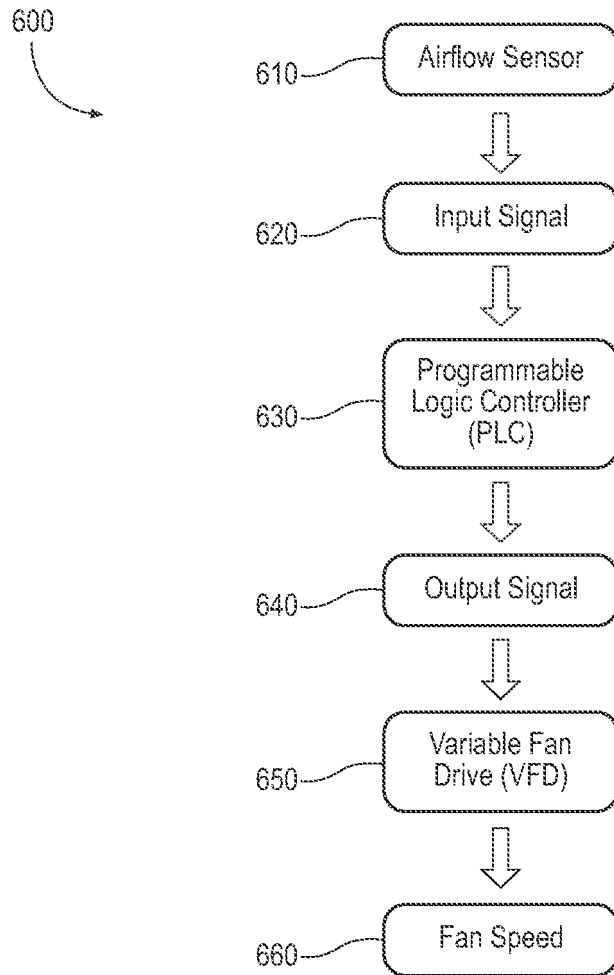 600
610
Airflow Sensor
620
Input Signal
630
Programmable
Logic Controller
(PLC)
640
Output Signal
650
Variable Fan
Drive (VFD)
660
Fan Speed